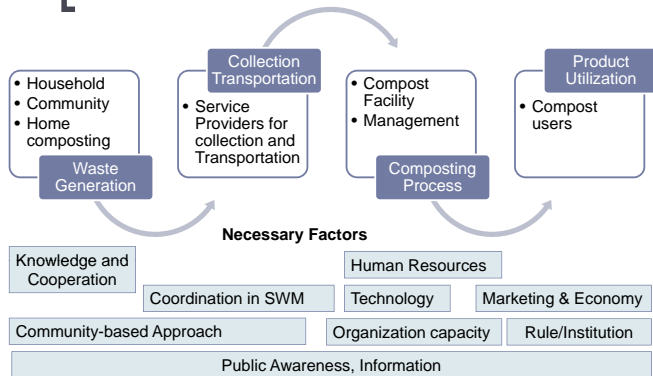 Collection
Transportation
Product
Utilization
• Household
• Community
• Home
composting
Waste
Generation
• Service
Providers for
collection and
Transportation
• Compost
Facility
• Management
Composting
Process
• Compost
users
Necessary Factors
Knowledge and
Cooperation
Human Resources
Coordination in SWM
Technology
Marketing & Economy
Community-based Approach
Organization capacity
Rule/Institution
Public Awareness, Information